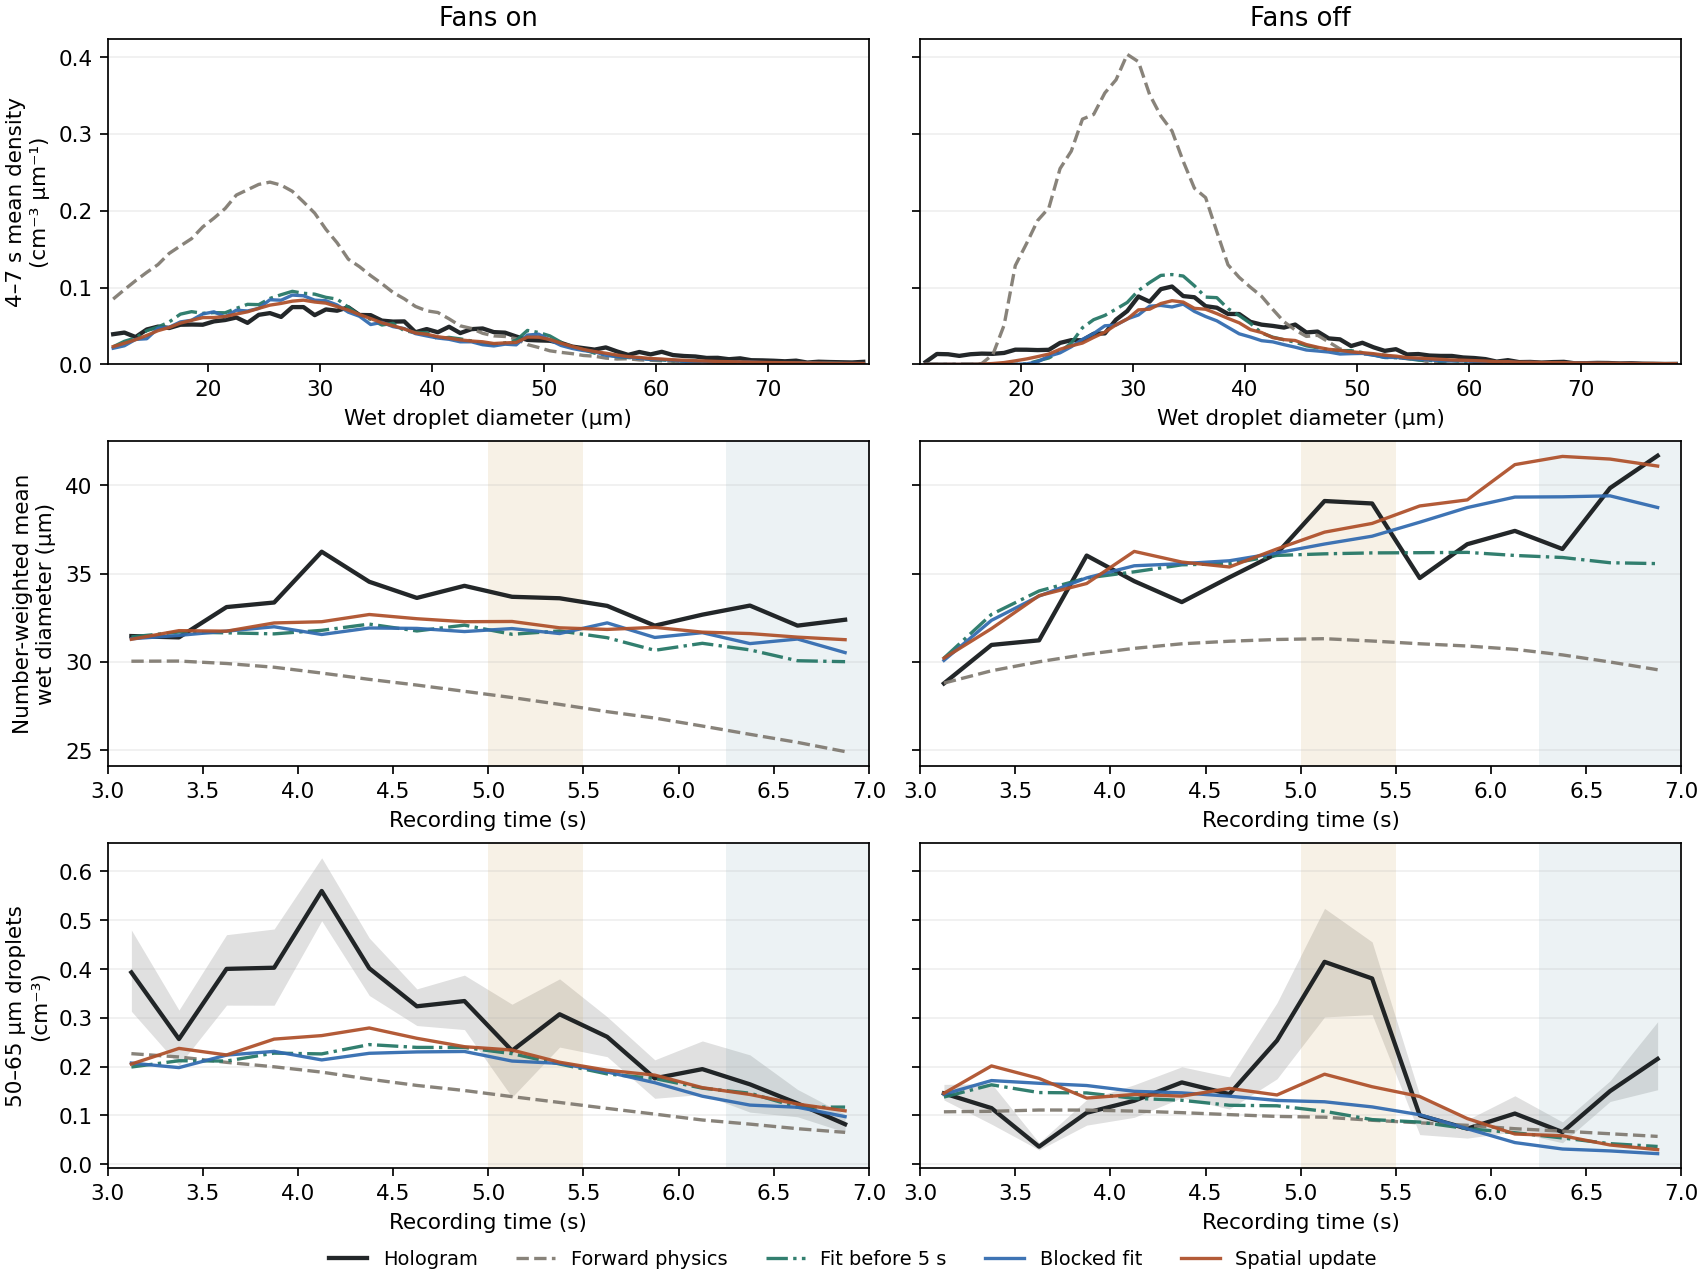 Fans on
Fans off
4–7 s mean density
(cm⁻³ μm⁻¹)
0.4
0.3
0.2
0.1
0.0
20 30 40 50 60 70
20 30 40 50 60 70
Wet droplet diameter (μm)
Wet droplet diameter (μm)
Number-weighted mean
wet diameter (μm)
40
35
30
25
3.0 3.5 4.0 4.5 5.0 5.5 6.0 6.5 7.0
3.0 3.5 4.0 4.5 5.0 5.5 6.0 6.5 7.0
Recording time (s)
Recording time (s)
50–65 μm droplets
(cm⁻³)
0.6
0.5
0.4
0.3
0.2
0.1
0.0
3.0 3.5 4.0 4.5 5.0 5.5 6.0 6.5 7.0
3.0 3.5 4.0 4.5 5.0 5.5 6.0 6.5 7.0
Recording time (s)
Recording time (s)
Hologram Forward physics Fit before 5 s Blocked fit Spatial update